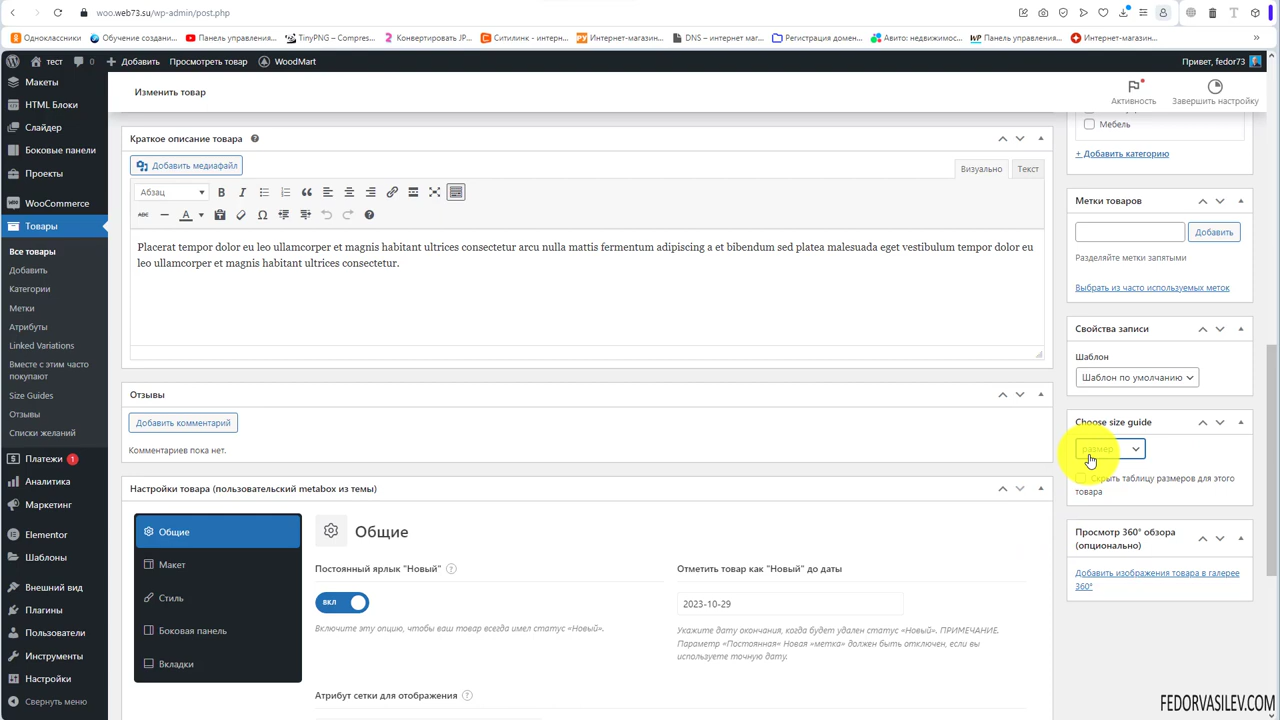 woo.web73.su/wp-admin/post.php
Одноклассники
Обучение создани...
Панель управления...
TinyPNG – Compres...
Конвертировать JP...
Ситилинк - интерн...
Интернет-магазин...
DNS – интернет маг...
Регистрация домен...
Авито: недвижимос...
Панель управления...
Интернет-магазин...
тест
0
Добавить
Просмотреть товар
WoodMart
Привет, fedor73
Макеты
HTML Блоки
Слайдер
Боковые панели
Проекты
WooCommerce
Товары
Все товары
Добавить
Категории
Метки
Атрибуты
Linked Variations
Вместе с этим часто
покупают
Size Guides
Отзывы
Списки желаний
Платежи 1
Аналитика
Маркетинг
Elementor
Шаблоны
Внешний вид
Плагины
Пользователи
Инструменты
Настройки
Свернуть меню
Изменить товар
Активность
Завершить настройку
Краткое описание товара
Добавить медиафайл
Визуально
Текст
Абзац
Placerat tempor dolor eu leo ullamcorper et magnis habitant ultrices consectetur arcu nulla mattis fermentum adipiscing a et bibendum sed platea malesuada eget vestibulum tempor dolor eu
leo ullamcorper et magnis habitant ultrices consectetur.
Отзывы
Добавить комментарий
Комментариев пока нет.
Настройки товара (пользовательский metabox из темы)
Общие
Макет
Стиль
Боковая панель
Вкладки
Общие
Постоянный ярлык "Новый"
ВКЛ
Включите эту опцию, чтобы ваш товар всегда имел статус «Новый».
Отметить товар как "Новый" до даты
2023-10-29
Укажите дату окончания, когда будет удален статус «Новый». ПРИМЕЧАНИЕ.
Параметр «Постоянная« Новая «метка» должен быть отключен, если вы
используете точную дату.
Атрибут сетки для отображения
Мебель
+ Добавить категорию
Метки товаров
Добавить
Разделяйте метки запятыми
Выбрать из часто используемых меток
Свойства записи
Шаблон
Шаблон по умолчанию
Choose size guide
размер
Скрыть таблицу размеров для этого
товара
Просмотр 360° обзора
(опционально)
Добавить изображения товара в галерее
360°
FEDORVASILEV.COM